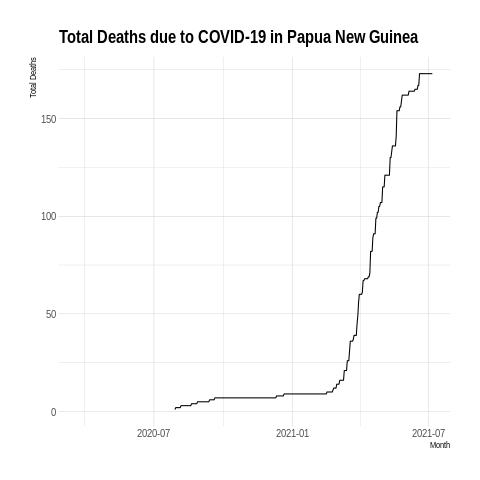 Total Deaths due to COVID-19 in Papua New Guinea
Total Deaths
150
100
50
0
2020-07
2021-01
2021-07
Month